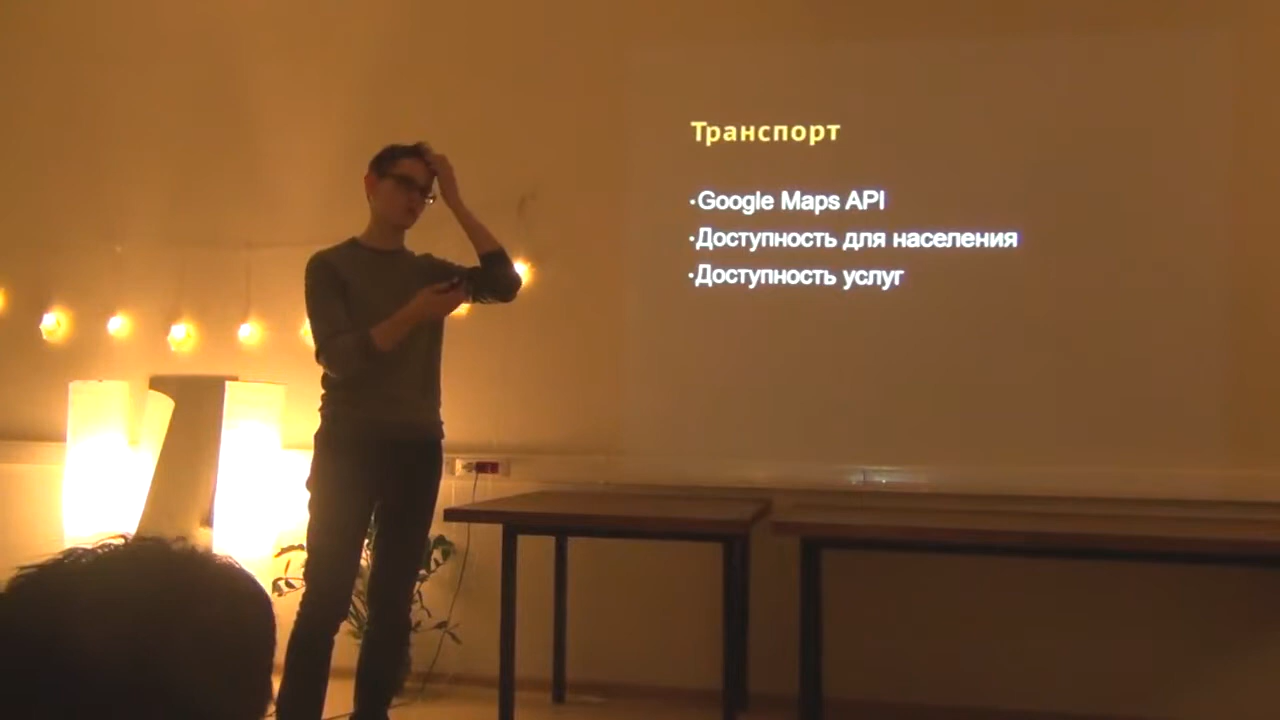 Транспорт
•Google Maps API
•Доступность для населения
•Доступность услуг